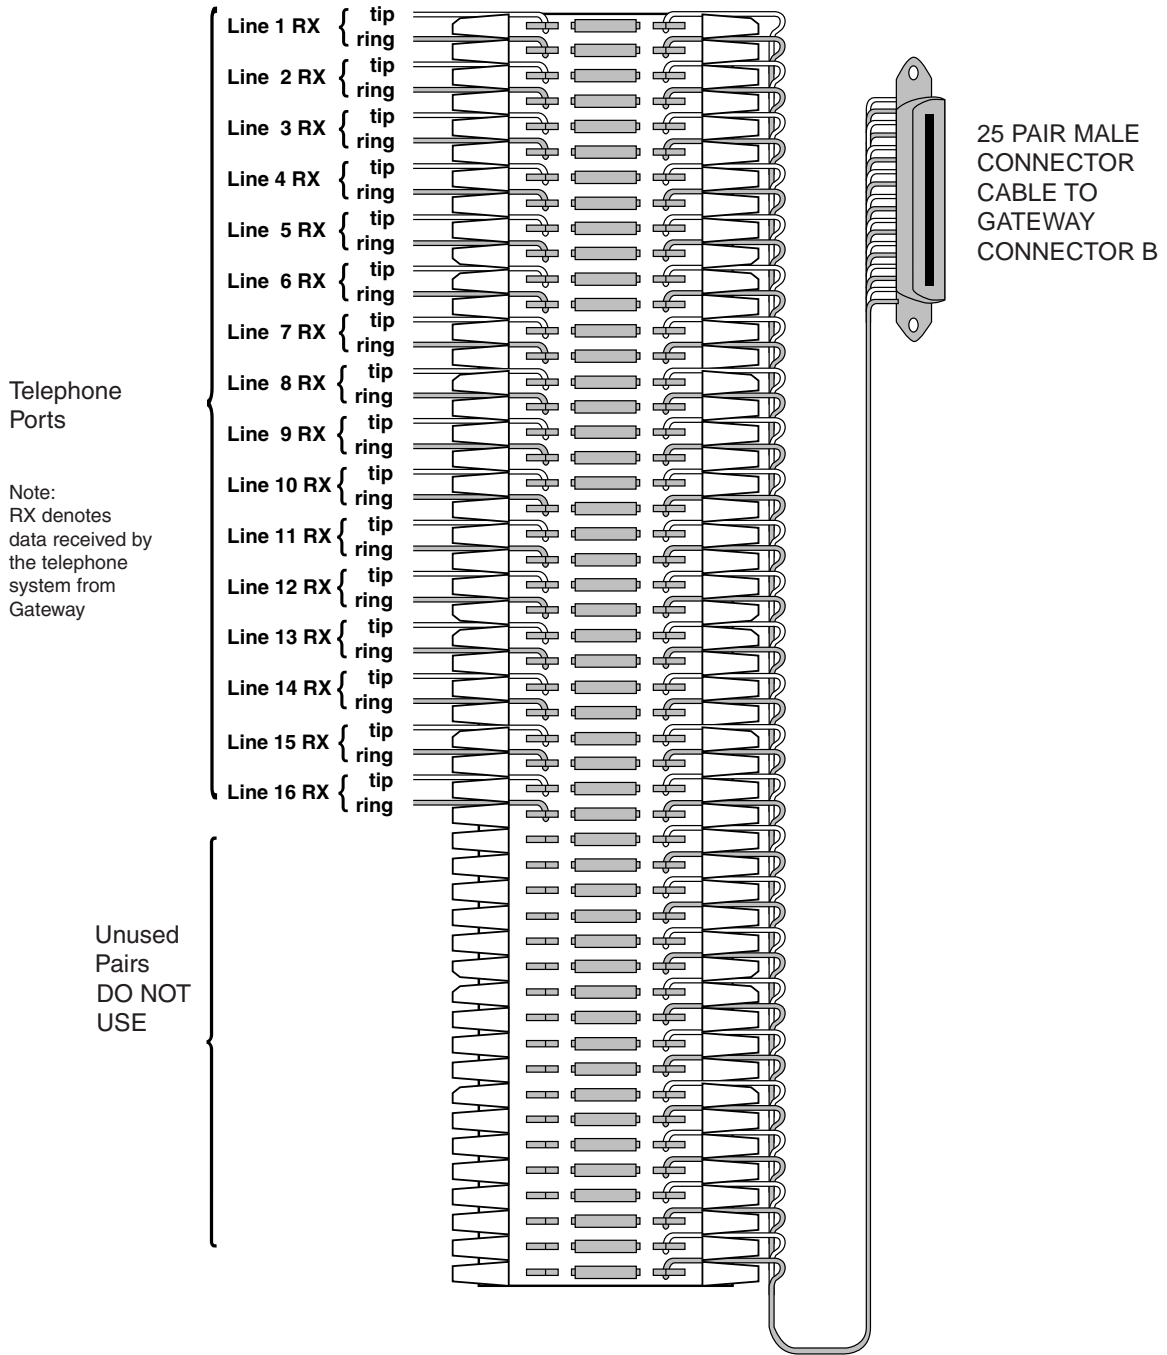 Line 1 RX { tip
ring
Line 2 RX { tip
ring
Line 3 RX { tip
ring
Line 4 RX { tip
ring
Line 5 RX { tip
ring
Line 6 RX { tip
ring
Line 7 RX { tip
ring
Line 8 RX { tip
ring
Line 9 RX { tip
ring
Line 10 RX { tip
ring
Line 11 RX { tip
ring
Line 12 RX { tip
ring
Line 13 RX { tip
ring
Line 14 RX { tip
ring
Line 15 RX { tip
ring
Line 16 RX { tip
ring
Telephone
Ports
Note:
RX denotes
data received by
the telephone
system from
Gateway
Unused
Pairs
DO NOT
USE
25 PAIR MALE
CONNECTOR
CABLE TO
GATEWAY
CONNECTOR B